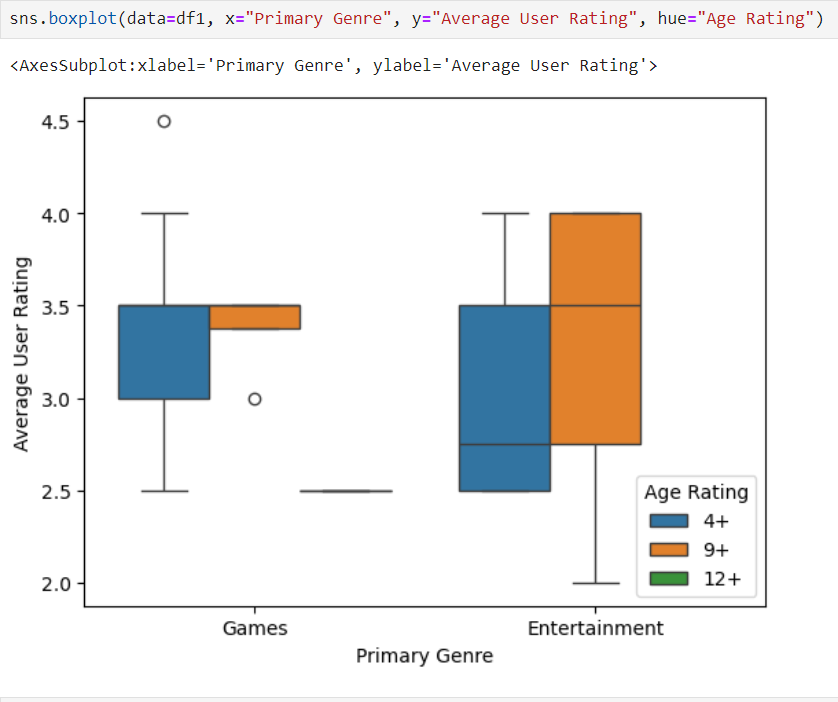 sns.boxplot(data=df1, x="Primary Genre", y="Average User Rating", hue="Age Rating")
<AxesSubplot:xlabel='Primary Genre', ylabel='Average User Rating'>
4.5
4.0
3.5
3.0
2.5
2.0
Average User Rating
Age Rating
4+
9+
12+
Games
Entertainment
Primary Genre